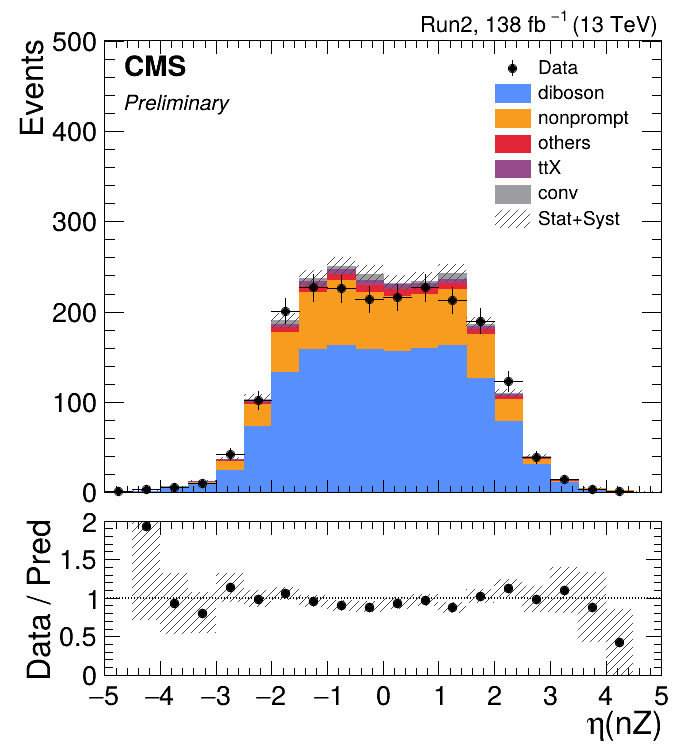 Run2, 138 fb⁻¹ (13 TeV)
Events
500
400
300
200
100
0
CMS
Preliminary
Data
diboson
nonprompt
others
ttX
conv
Stat+Syst
Data / Pred
2
1.5
1
0.5
0
−5 −4 −3 −2 −1 0 1 2 3 4 5
η(nZ)